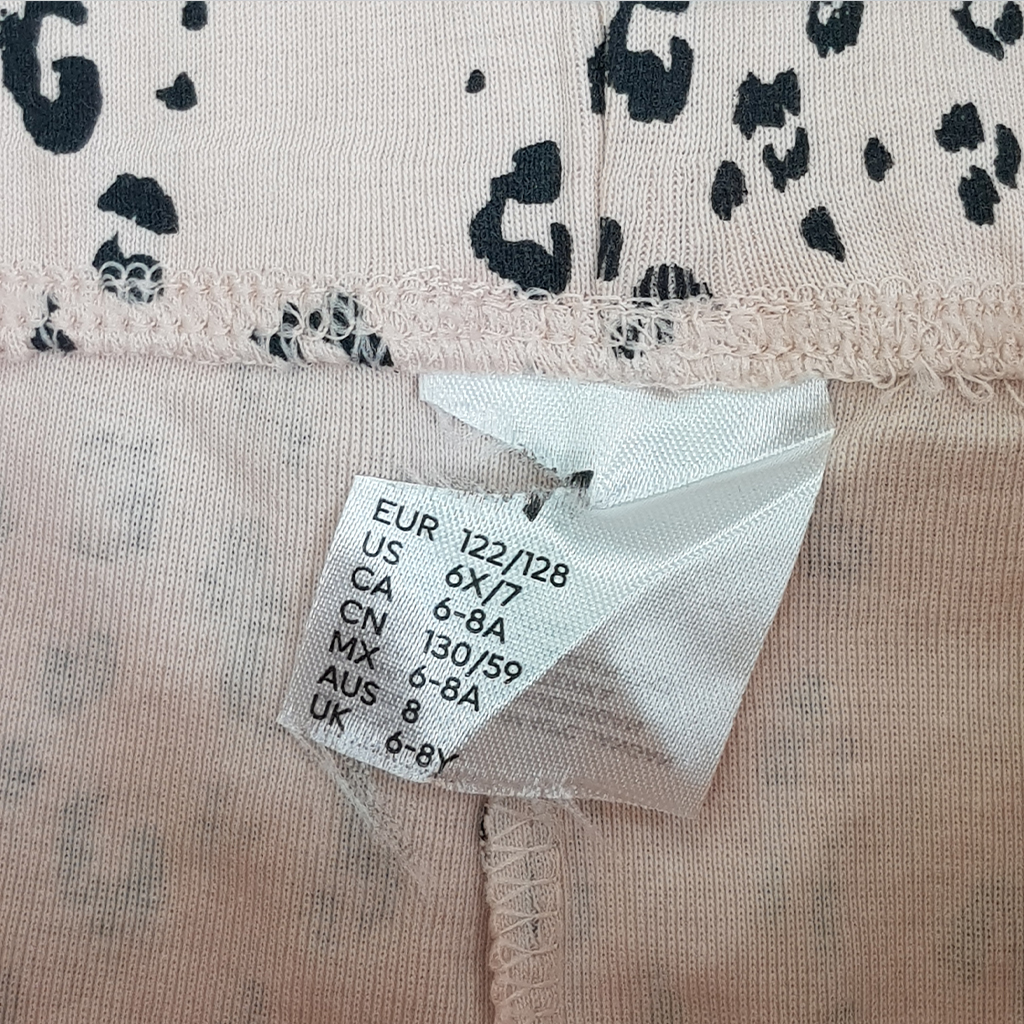 EUR 122/128
US 6X/7
CA 6-8A
CN 130/59
MX 6-8A
AUS 8
UK 6-8Y